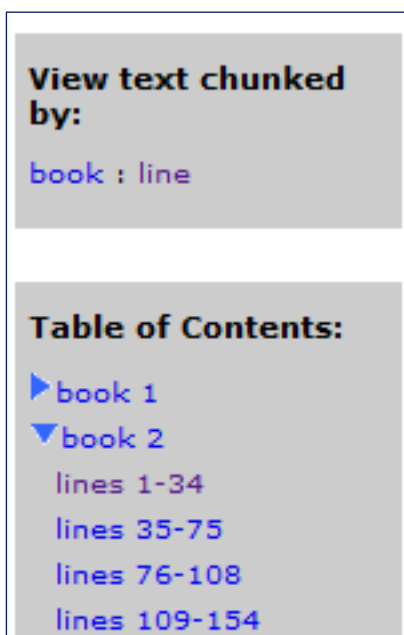 View text chunked
by:
book : line
Table of Contents:
book 1
book 2
lines 1-34
lines 35-75
lines 76-108
lines 109-154